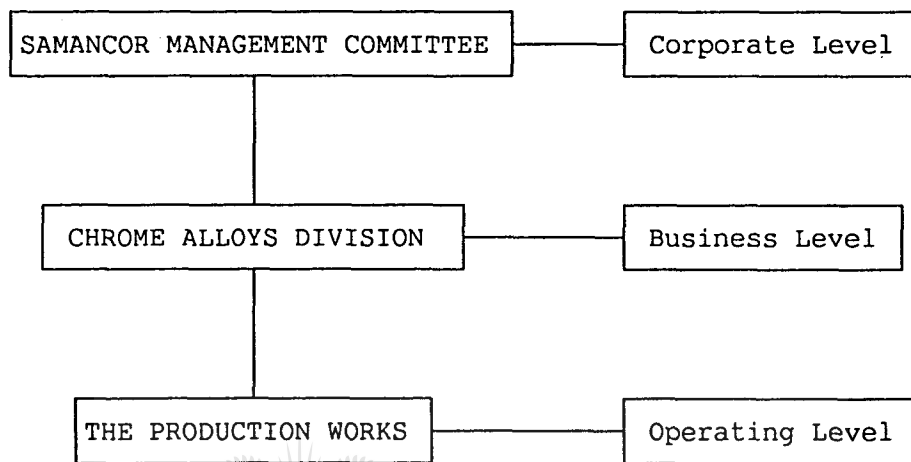 SAMANCOR MANAGEMENT COMMITTEE
Corporate Level
CHROME ALLOYS DIVISION
Business Level
THE PRODUCTION WORKS
Operating Level